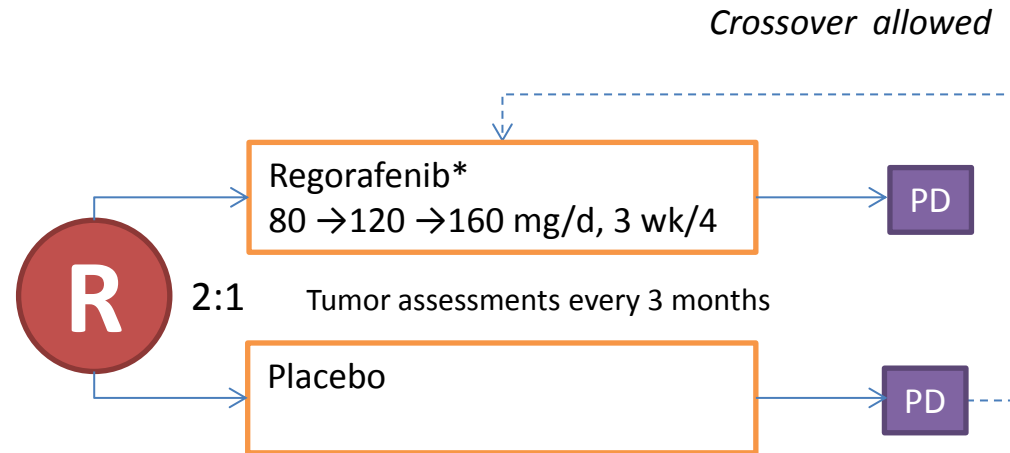 Crossover allowed
Regorafenib*
80 →120 →160 mg/d, 3 wk/4
PD
R
2:1
Tumor assessments every 3 months
Placebo
PD